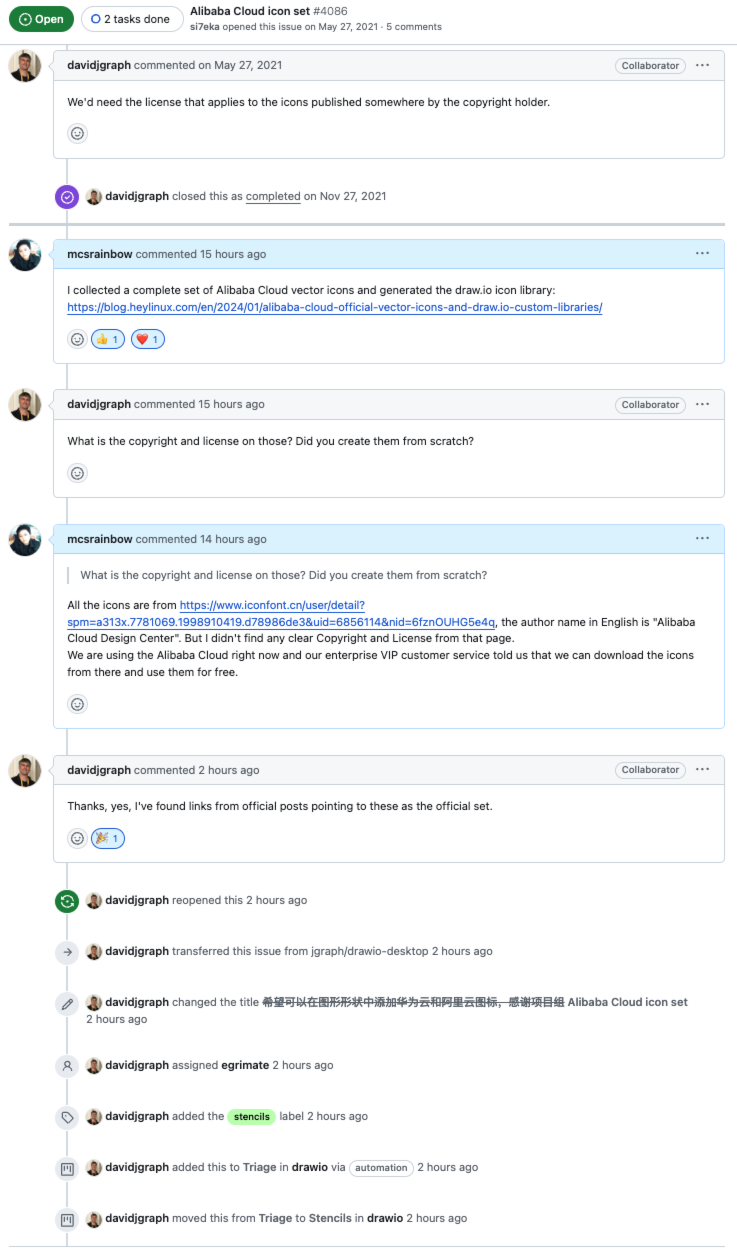 Open
2 tasks done
Alibaba Cloud icon set #4086
si7eka opened this issue on May 27, 2021 · 5 comments
davidjgraph commented on May 27, 2021
Collaborator
We'd need the license that applies to the icons published somewhere by the copyright holder.
davidjgraph closed this as completed on Nov 27, 2021
mcsrainbow commented 15 hours ago
I collected a complete set of Alibaba Cloud vector icons and generated the draw.io icon library:
https://blog.heylinux.com/en/2024/01/alibaba-cloud-official-vector-icons-and-draw.io-custom-libraries/
👍 1 ❤️ 1
davidjgraph commented 15 hours ago
Collaborator
What is the copyright and license on those? Did you create them from scratch?
mcsrainbow commented 14 hours ago
What is the copyright and license on those? Did you create them from scratch?
All the icons are from https://www.iconfont.cn/user/detail?
spm=a313x.7781069.1998910419.d78986de3&uid=6856114&nid=6fznOUHG5e4q, the author name in English is "Alibaba
Cloud Design Center". But I didn't find any clear Copyright and License from that page.
We are using the Alibaba Cloud right now and our enterprise VIP customer service told us that we can download the icons
from there and use them for free.
davidjgraph commented 2 hours ago
Collaborator
Thanks, yes, I've found links from official posts pointing to these as the official set.
🎉 1
davidjgraph reopened this 2 hours ago
davidjgraph transferred this issue from jgraph/drawio-desktop 2 hours ago
davidjgraph changed the title 希望可以在图形形状中添加华为云和阿里云图标，感谢项目组 Alibaba Cloud icon set
2 hours ago
davidjgraph assigned egrimate 2 hours ago
davidjgraph added the stencils label 2 hours ago
davidjgraph added this to Triage in drawio via automation 2 hours ago
davidjgraph moved this from Triage to Stencils in drawio 2 hours ago